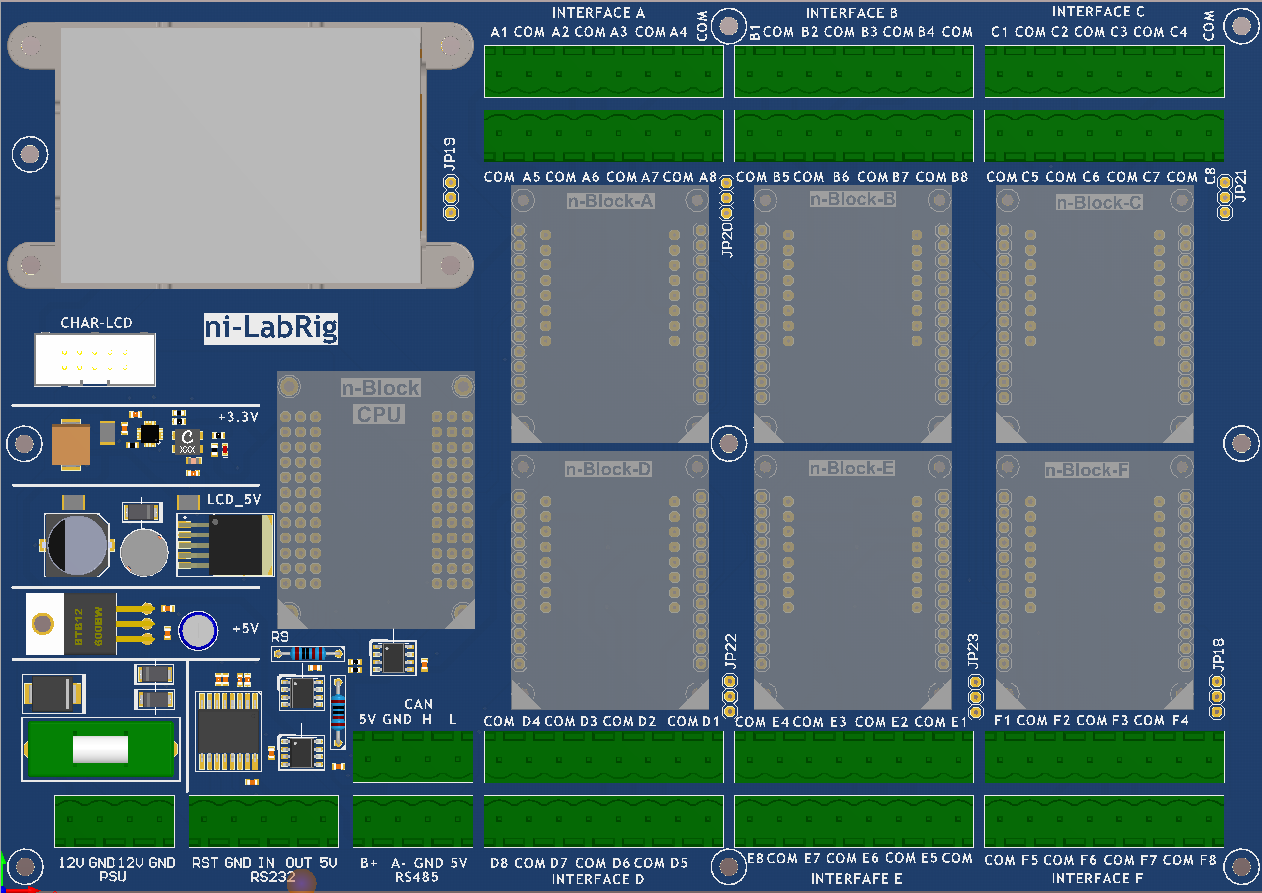 INTERFACE A
A1 COM A2 COM A3 COM A4 COM
INTERFACE B
B1 COM B2 COM B3 COM B4 COM
INTERFACE C
C1 COM C2 COM C3 COM C4 COM
JP19
COM A5 COM A6 COM A7 COM A8
COM B5 COM B6 COM B7 COM B8
COM C5 COM C6 COM C7 COM C8
JP20
JP21
n-Block-A
n-Block-B
n-Block-C
CHAR-LCD
ni-LabRig
n-Block
CPU
+3.3V
C
XXX
LCD_5V
n-Block-D
n-Block-E
n-Block-F
BTB12
600BW
+5V
R9
JP22
JP23
JP18
CAN
5V GND H L
COM D4 COM D3 COM D2 COM D1
COM E4 COM E3 COM E2 COM E1
F1 COM F2 COM F3 COM F4
12V GND 12V GND
PSU
RST GND IN OUT 5V
RS232
B+ A- GND 5V
RS485
D8 COM D7 COM D6 COM D5
INTERFACE D
E8 COM E7 COM E6 COM E5 COM
INTERFAFE E
COM F5 COM F6 COM F7 COM F8
INTERFACE F